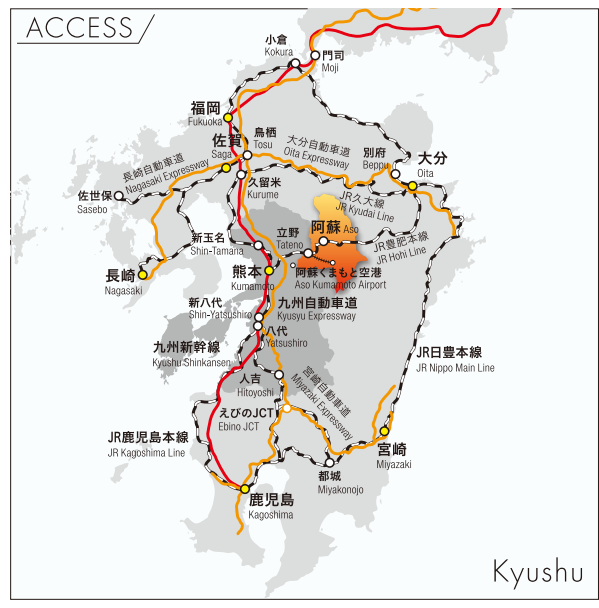 ACCESS
小倉
Kokura
門司
Moji
福岡
Fukuoka
佐賀
Saga
鳥栖
Tosu
大分自動車道
Oita Expressway
別府
Beppu
大分
Oita
長崎自動車道
Nagasaki Expressway
佐世保
Sasebo
久留米
Kurume
JR久大線
JR Kyudai Line
阿蘇
Aso
立野
Tateno
JR豊肥本線
JR Hohi Line
新玉名
Shin-Tamana
長崎
Nagasaki
熊本
Kumamoto
阿蘇くまもと空港
Aso Kumamoto Airport
新八代
Shin-Yatsushiro
九州自動車道
Kyusyu Expressway
八代
Yatsushiro
九州新幹線
Kyushu Shinkansen
JR日豊本線
JR Nippo Main Line
人吉
Hitoyoshi
宮崎自動車道
Miyazaki Expressway
えびのJCT
Ebino JCT
JR鹿児島本線
JR Kagoshima Line
宮崎
Miyazaki
都城
Miyakonojo
鹿児島
Kagoshima
Kyushu